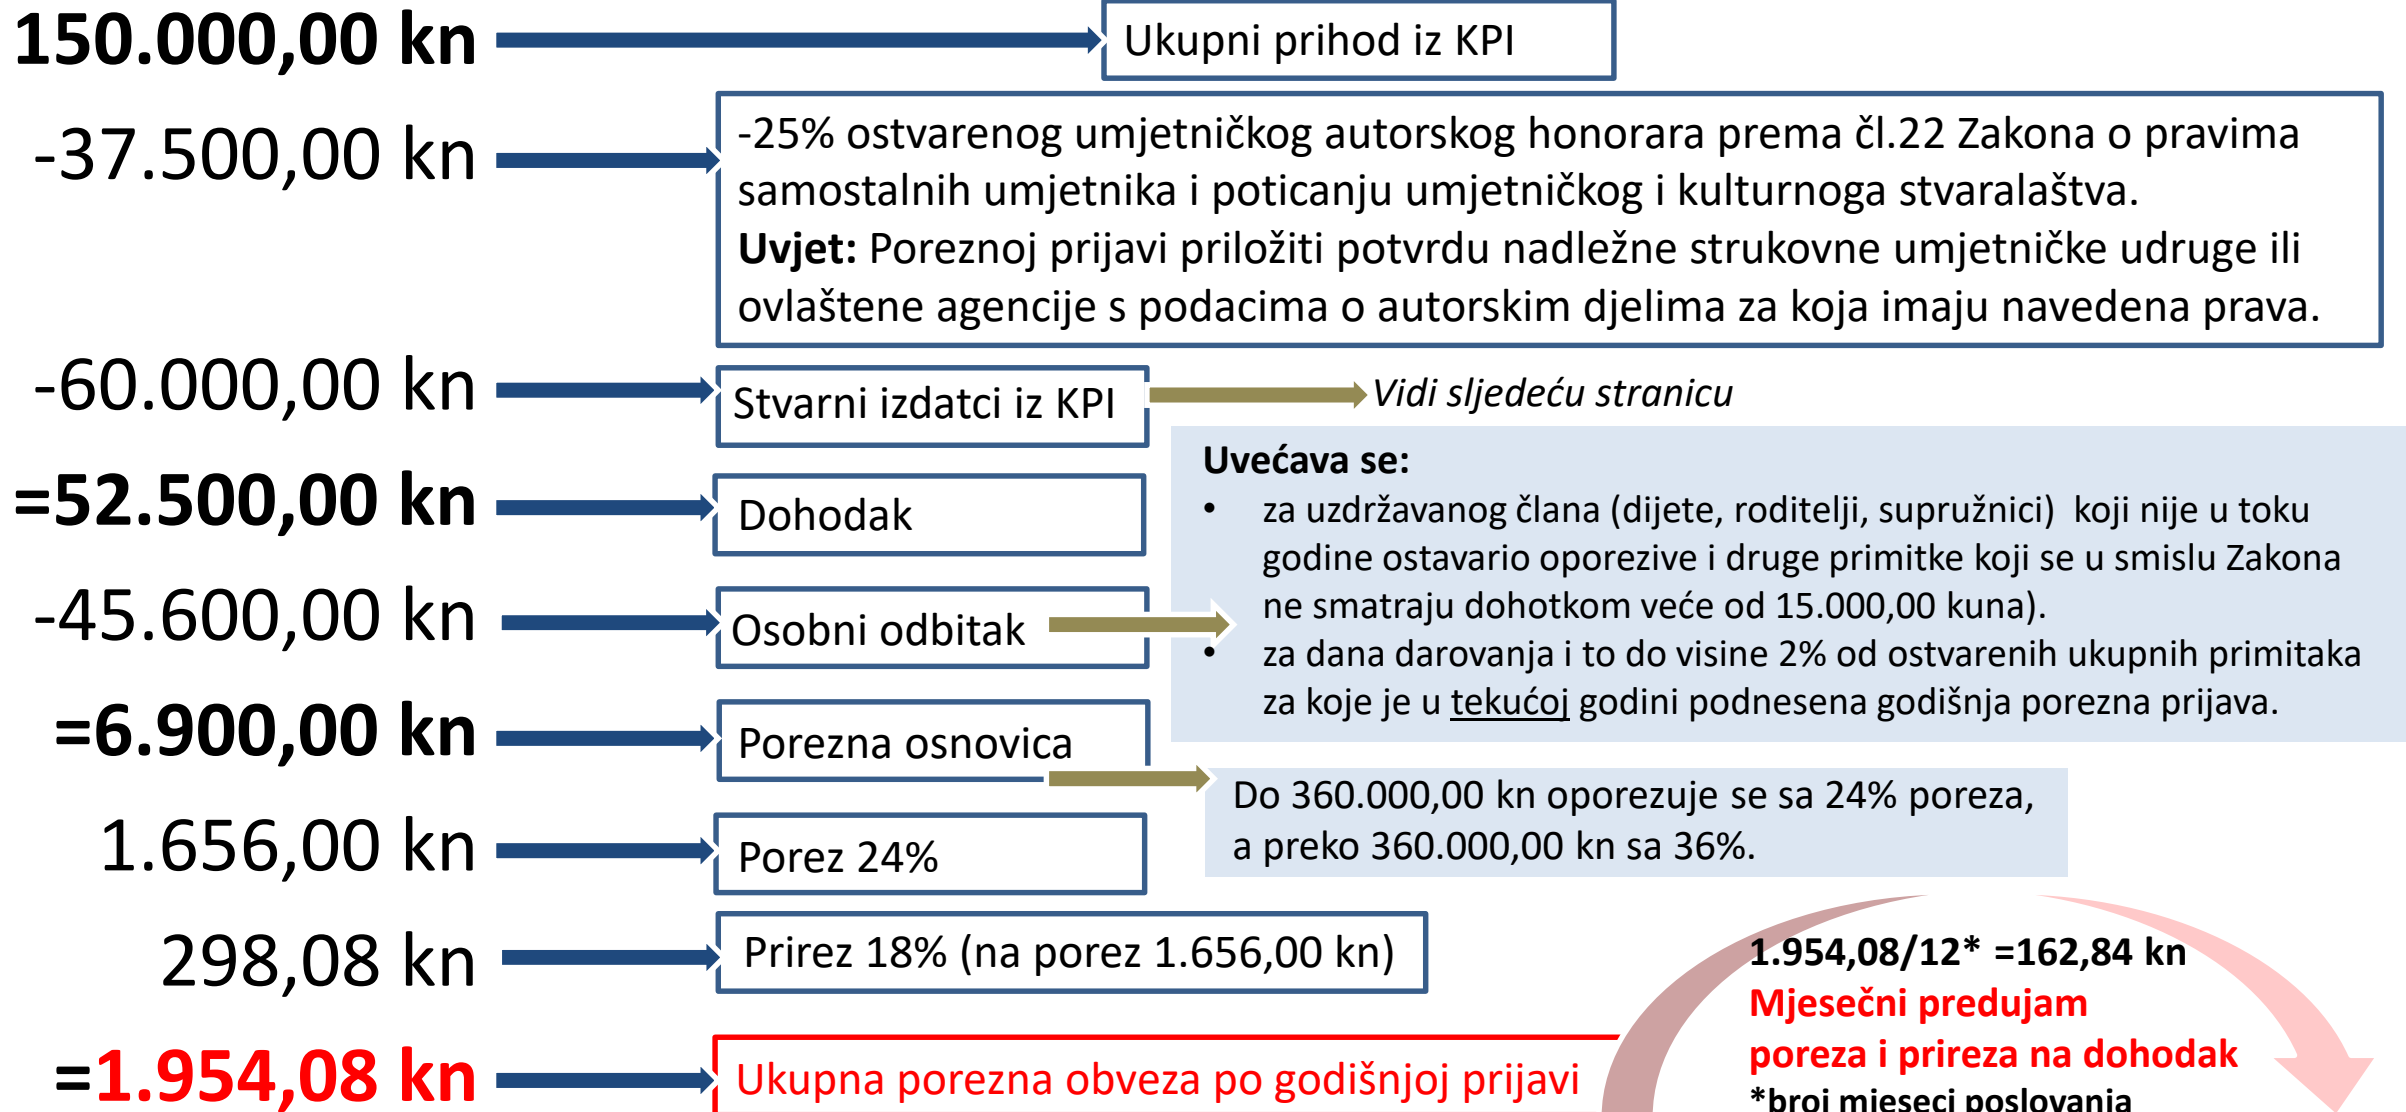 150.000,00 kn
Ukupni prihod iz KPI
-37.500,00 kn
-25% ostvarenog umjetničkog autorskog honorara prema čl.22 Zakona o pravima
samostalnih umjetnika i poticanju umjetničkog i kulturnoga stvaralaštva.
Uvjet: Poreznoj prijavi priložiti potvrdu nadležne strukovne umjetničke udruge ili
ovlaštene agencije s podacima o autorskim djelima za koja imaju navedena prava.
-60.000,00 kn
Stvarni izdatci iz KPI
Vidi sljedeću stranicu
=52.500,00 kn
Dohodak
-45.600,00 kn
Osobni odbitak
Uvećava se:
• za uzdržavanog člana (dijete, roditelji, supružnici) koji nije u toku
godine ostavario oporezive i druge primitke koji se u smislu Zakona
ne smatraju dohotkom veće od 15.000,00 kuna).
• za dana darovanja i to do visine 2% od ostvarenih ukupnih primitaka
za koje je u tekućoj godini podnesena godišnja porezna prijava.
=6.900,00 kn
Porezna osnovica
Do 360.000,00 kn oporezuje se sa 24% poreza,
a preko 360.000,00 kn sa 36%.
1.656,00 kn
Porez 24%
298,08 kn
Prirez 18% (na porez 1.656,00 kn)
=1.954,08 kn
Ukupna porezna obveza po godišnjoj prijavi
1.954,08/12* =162,84 kn
Mjesečni predujam
poreza i prireza na dohodak
*broj mjeseci poslovanja